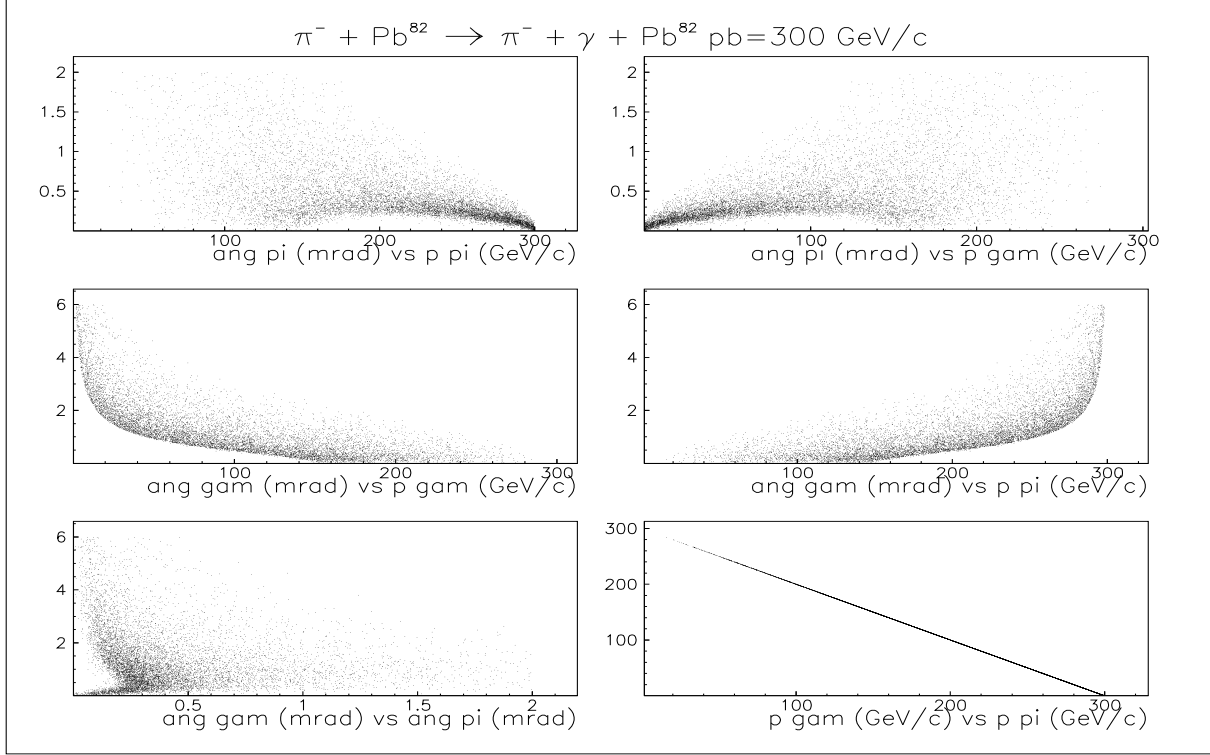 π⁻ + Pb⁸² → π⁻ + γ + Pb⁸² pb=300 GeV/c
2
1.5
1
0.5
100 200 300
ang pi (mrad) vs p pi (GeV/c)
2
1.5
1
0.5
100 200 300
ang pi (mrad) vs p gam (GeV/c)
6
4
2
100 200 300
ang gam (mrad) vs p gam (GeV/c)
6
4
2
100 200 300
ang gam (mrad) vs p pi (GeV/c)
6
4
2
0.5 1 1.5 2
ang gam (mrad) vs ang pi (mrad)
300
200
100
100 200 300
p gam (GeV/c) vs p pi (GeV/c)